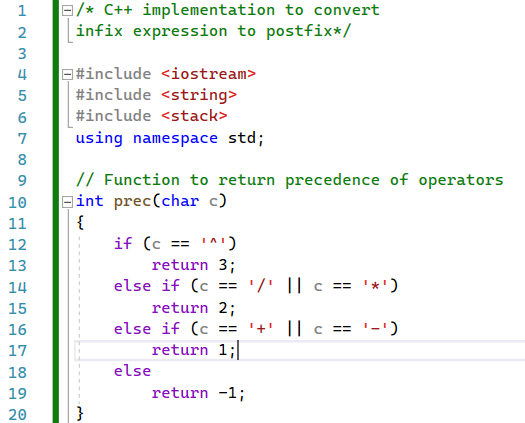 1 /* C++ implementation to convert
2 infix expression to postfix*/
3
4 #include <iostream>
5 #include <string>
6 #include <stack>
7 using namespace std;
8
9 // Function to return precedence of operators
10 int prec(char c)
11 {
12     if (c == '^')
13         return 3;
14     else if (c == '/' || c == '*')
15         return 2;
16     else if (c == '+' || c == '-')
17         return 1;
18     else
19         return -1;
20 }